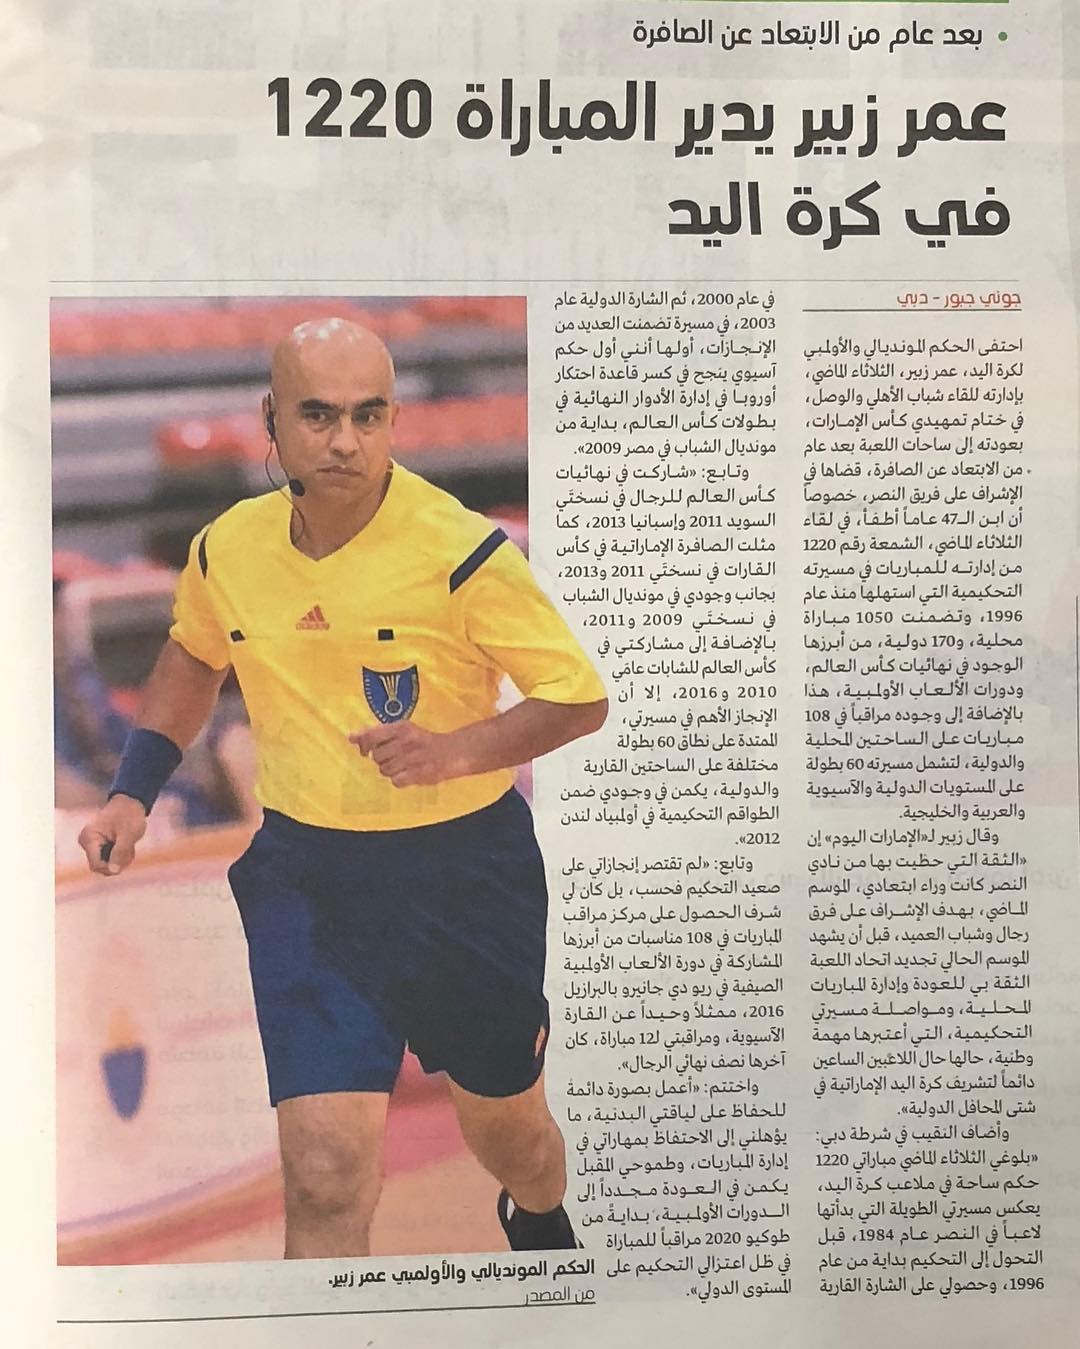 • بعد عام من الابتعاد عن الصافرة
عمر زبير يدير المباراة 1220
في كرة اليد
جوني جبور - دبي
احتفى الحكم المونديالي والأولمبي
لكرة اليد، عمر زبير، الثلاثاء الماضي،
بإدارته للقاء شباب الأهلي والوصل،
في ختام تمهيدي كأس الإمارات،
بعودته إلى ساحات اللعبة بعد عام
من الابتعاد عن الصافرة، قضاها في
الإشراف على فريق النصر، خصوصاً
أن ابن الـ47 عاماً أطفأ، في لقاء
الثلاثاء الماضي، الشمعة رقم 1220
من إدارته للمباريات في مسيرته
التحكيمية التي استهلها منذ عام
1996، وتضمنت 1050 مباراة
محلية، و170 دولية، من أبرزها
الوجود في نهائيات كأس العالم،
ودورات الألعاب الأولمبية، هذا
بالإضافة إلى وجوده مراقباً في 108
مباريات على الساحتين المحلية
والدولية، لتشمل مسيرته 60 بطولة
على المستويات الدولية والآسيوية
والعربية والخليجية.
وقال زبير لـ«الإمارات اليوم» إن
«الثقة التي حظيت بها من نادي
النصر كانت وراء ابتعادي، الموسم
الماضي، بهدف الإشراف على فرق
رجال وشباب العميد، قبل أن يشهد
الموسم الحالي تجديد اتحاد اللعبة
الثقة بي للعودة وإدارة المباريات
المحلية، ومواصلة مسيرتي
التحكيمية، التي أعتبرها مهمة
وطنية، حالها حال اللاعبين الساعين
دائماً لتشريف كرة اليد الإماراتية في
شتى المحافل الدولية».
وأضاف النقيب في شرطة دبي:
«بلوغي الثلاثاء الماضي مباراتي 1220
حكم ساحة في ملاعب كرة اليد،
يعكس مسيرتي الطويلة التي بدأتها
لاعباً في النصر عام 1984، قبل
التحول إلى التحكيم بداية من عام
1996، وحصولي على الشارة القارية
في عام 2000، ثم الشارة الدولية عام
2003، في مسيرة تضمنت العديد من
الإنجازات، أولها أنني أول حكم
آسيوي ينجح في كسر قاعدة احتكار
أوروبا في إدارة الأدوار النهائية في
بطولات كأس العالم، بداية من
مونديال الشباب في مصر 2009».
وتابع: «شاركت في نهائيات
كأس العالم للرجال في نسختَي
السويد 2011 وإسبانيا 2013، كما
مثلت الصافرة الإماراتية في كأس
القارات في نسختَي 2011 و2013،
بجانب وجودي في مونديال الشباب
في نسختَي 2009 و2011،
بالإضافة إلى مشاركتي في
كأس العالم للشابات عامَي
2010 و2016، إلا أن
الإنجاز الأهم في مسيرتي،
الممتدة على نطاق 60 بطولة
مختلفة على الساحتين القارية
والدولية، يكمن في وجودي ضمن
الطواقم التحكيمية في أولمبياد لندن
2012».
وتابع: «لم تقتصر إنجازاتي على
صعيد التحكيم فحسب، بل كان لي
شرف الحصول على مركز مراقب
المباريات في 108 مناسبات من أبرزها
المشاركة في دورة الألعاب الأولمبية
الصيفية في ريو دي جانيرو بالبرازيل
2016، ممثلاً وحيداً عن القارة
الآسيوية، ومراقبتي لـ12 مباراة، كان
آخرها نصف نهائي الرجال».
واختتم: «أعمل بصورة دائمة
للحفاظ على لياقتي البدنية، ما
يؤهلني إلى الاحتفاظ بمهاراتي في
إدارة المباريات، وطموحي المقبل
يكمن في العودة مجدداً إلى
الدورات الأولمبية، بدايةً من
طوكيو 2020 مراقباً للمباراة
في ظل اعتزالي التحكيم على
المستوى الدولي».
adidas
الحكم المونديالي والأولمبي عمر زبير.
من المصدر